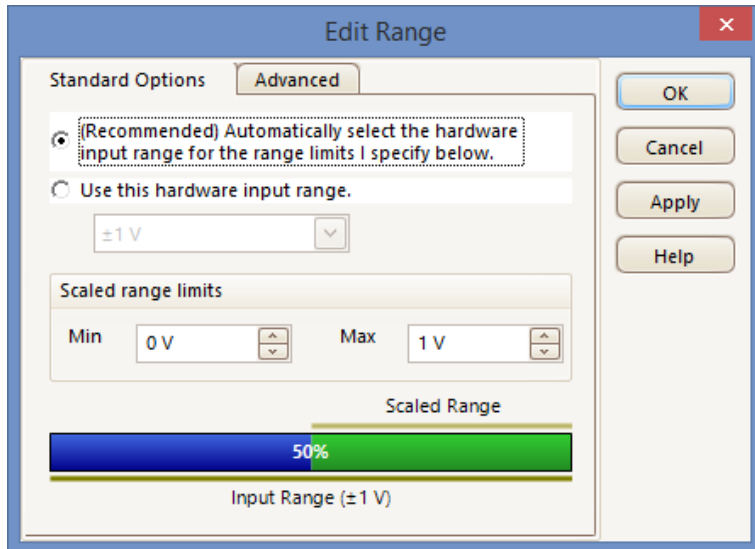 Edit Range
Standard Options
Advanced
(Recommended) Automatically select the hardware
input range for the range limits I specify below.
Use this hardware input range.
±1 V
Scaled range limits
Min
0 V
Max
1 V
Scaled Range
50%
Input Range (±1 V)
OK
Cancel
Apply
Help